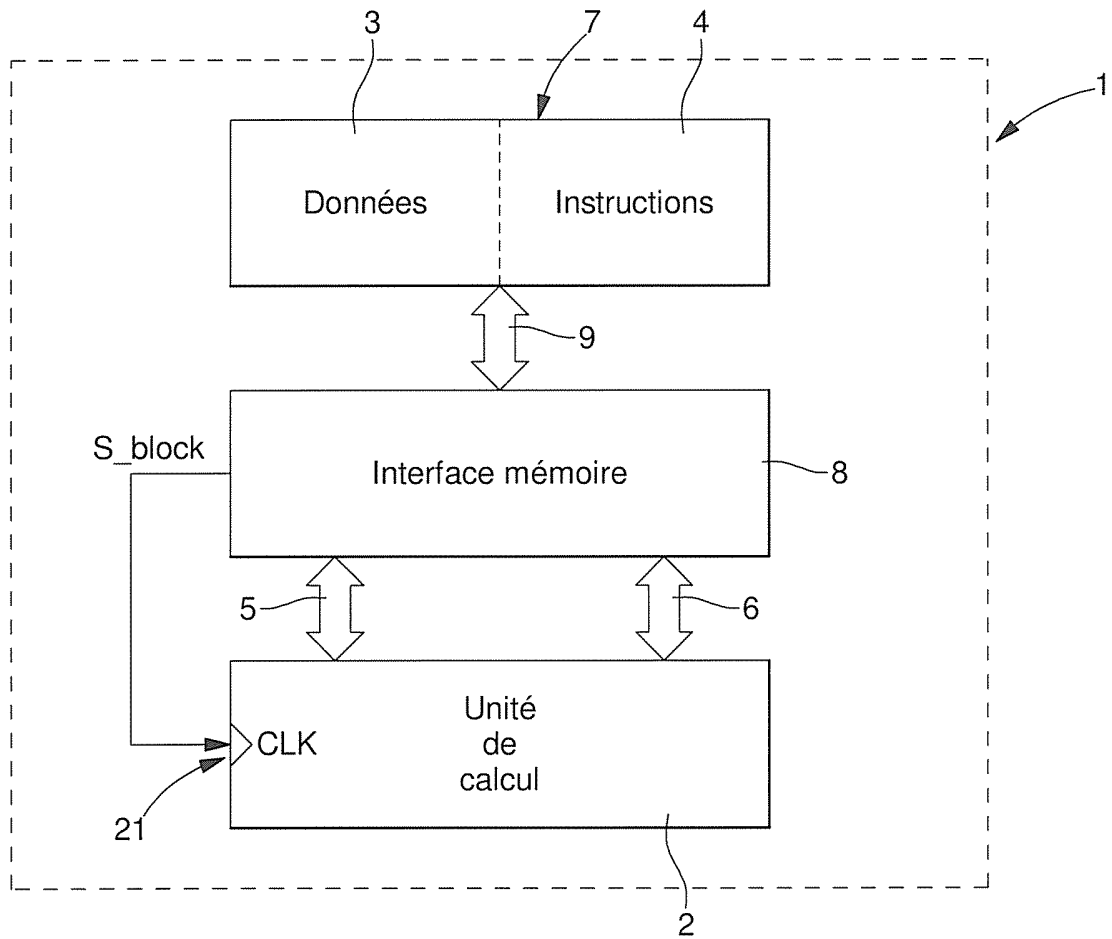 3
7
4
1
Données
Instructions
9
S_block
Interface mémoire
8
5
6
Unité
de
calcul
CLK
21
2